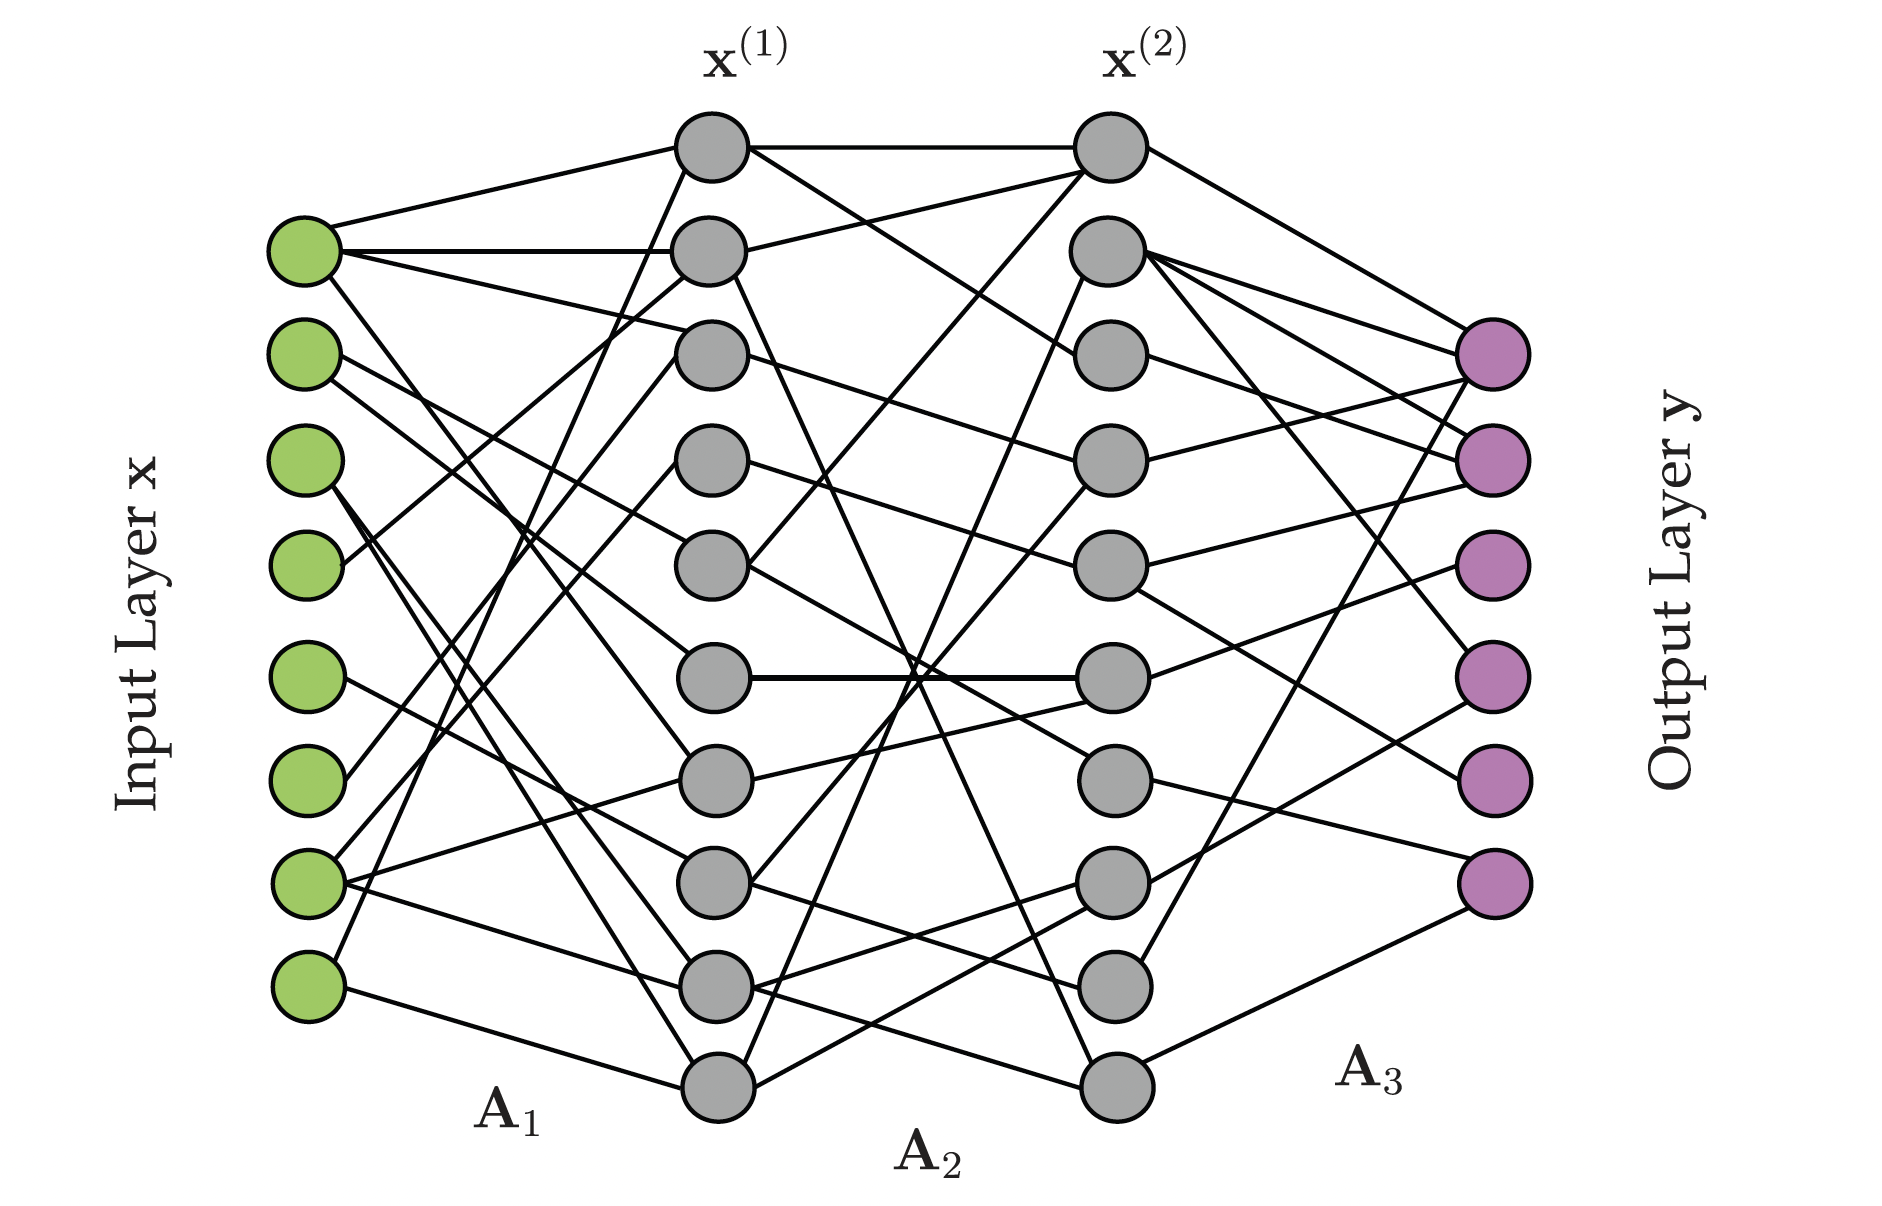 x⁽¹⁾
x⁽²⁾
Input Layer x
Output Layer y
A₁
A₂
A₃